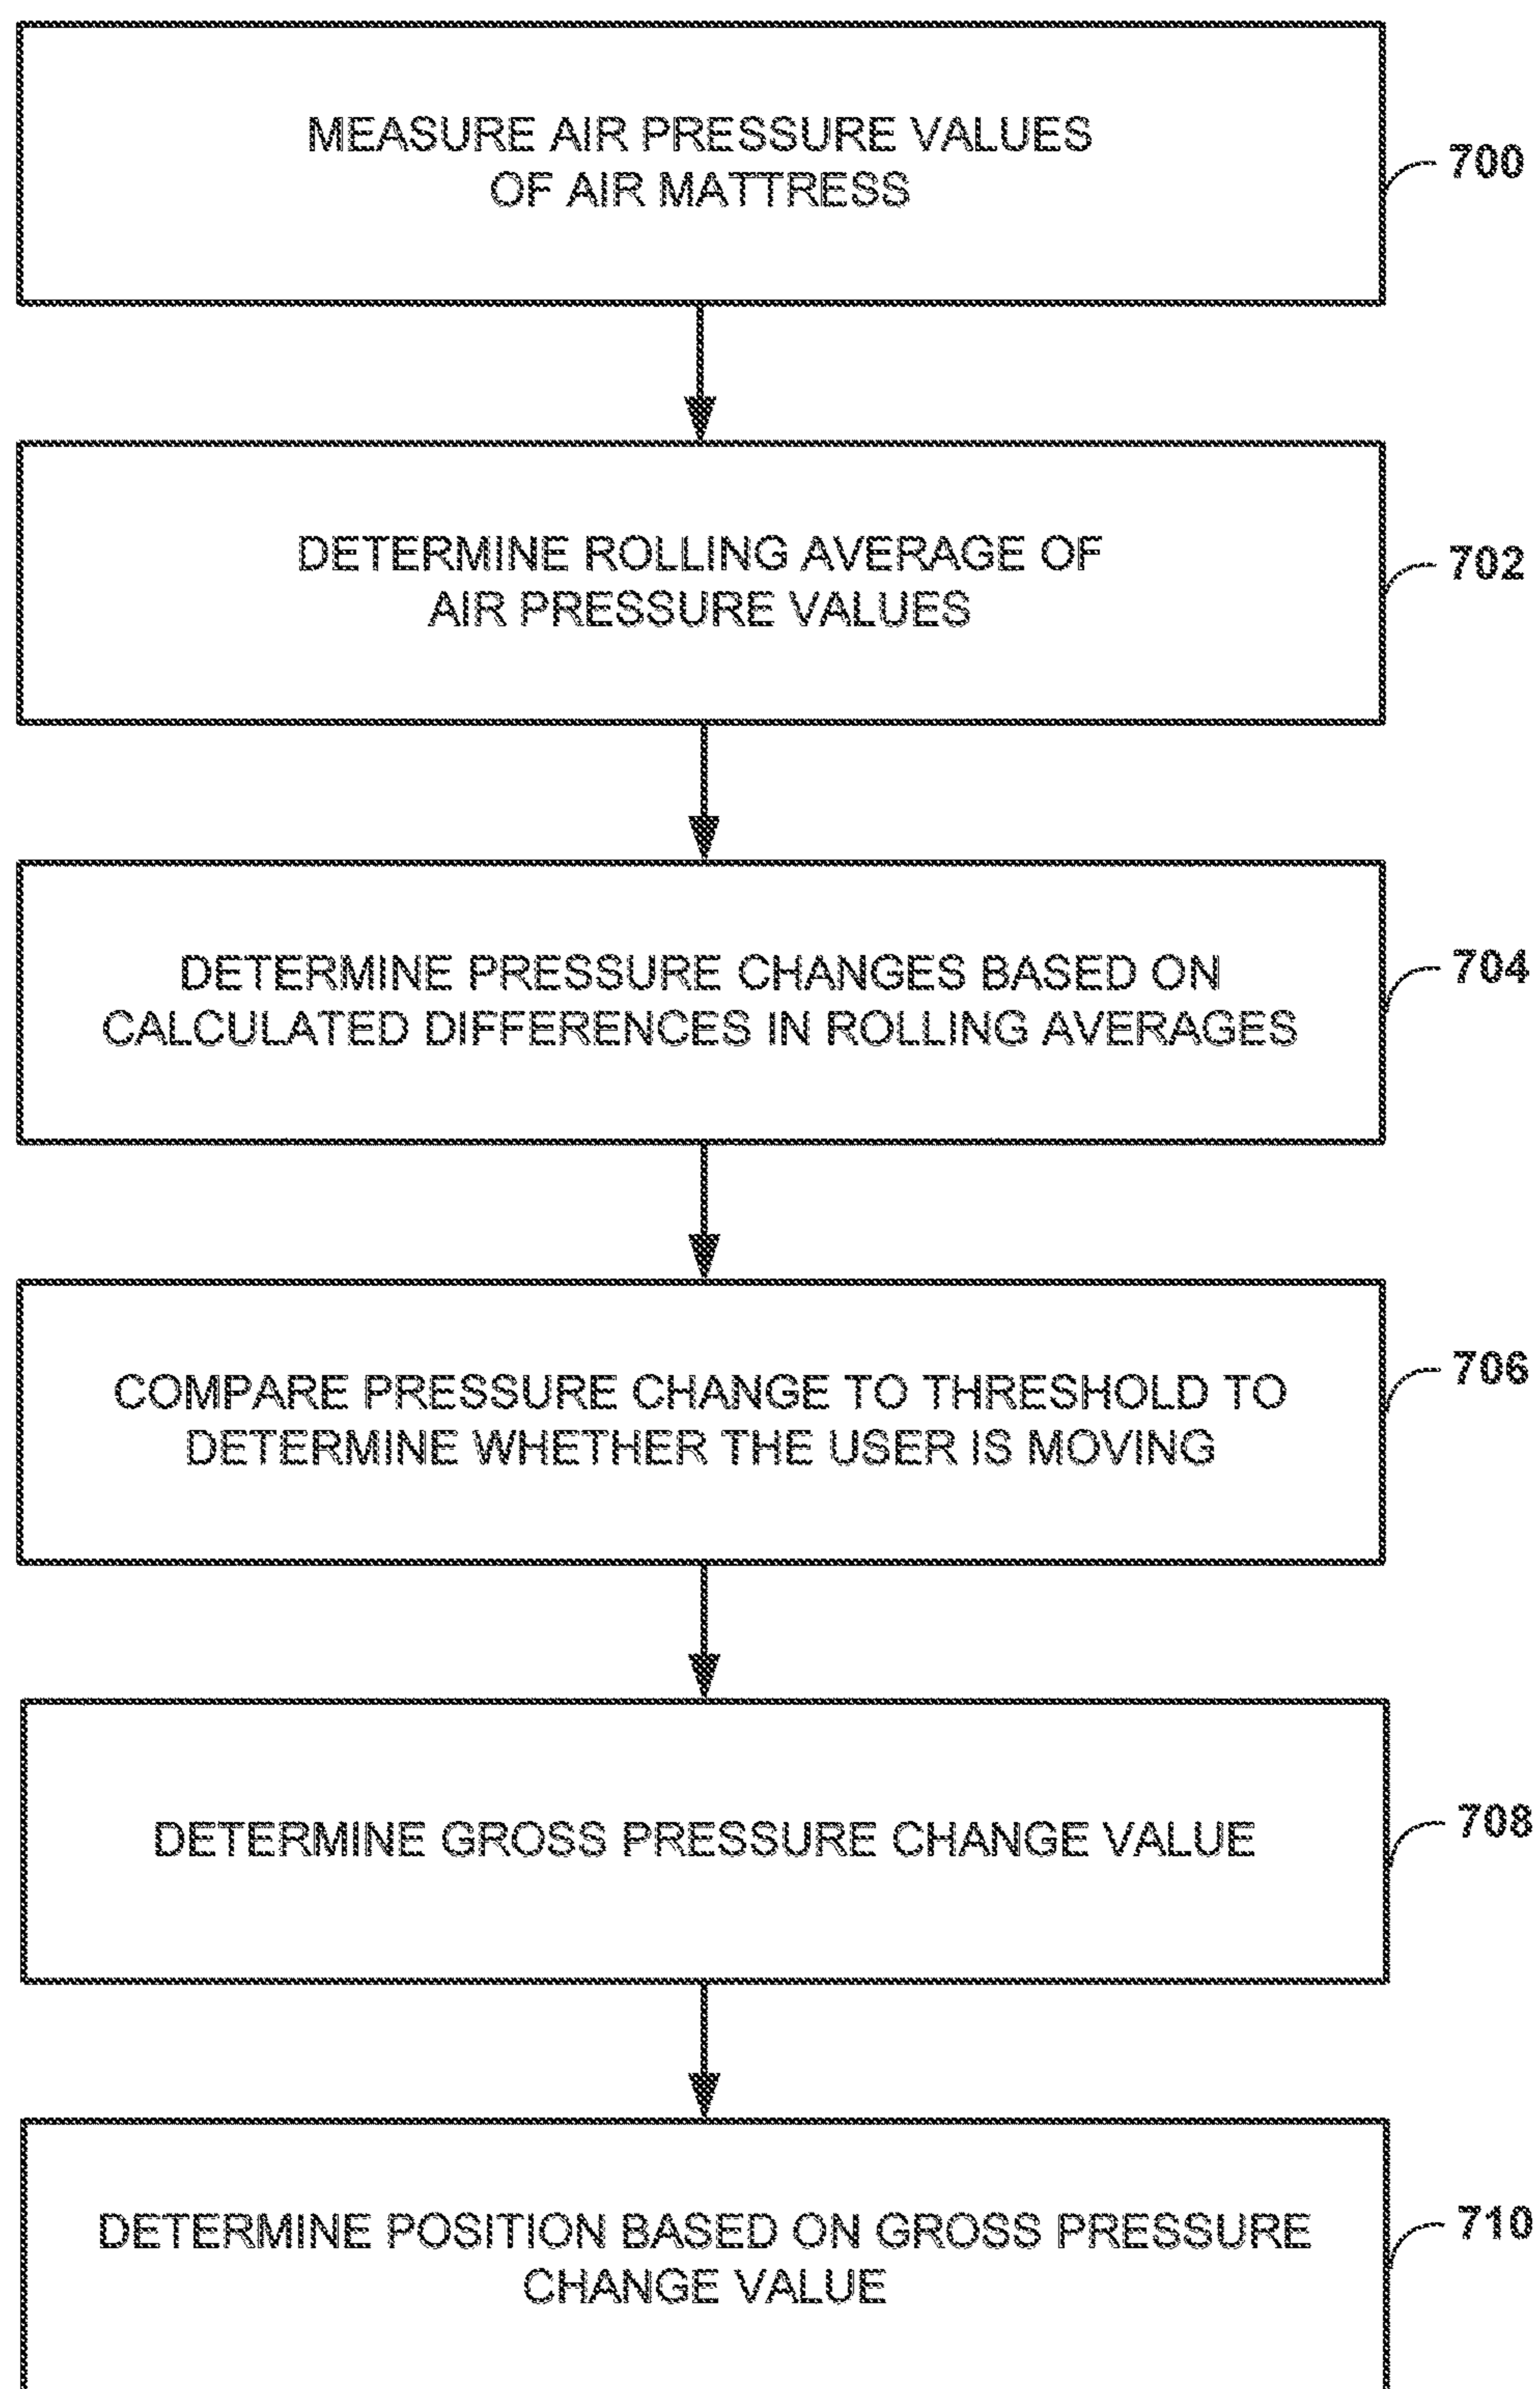 MEASURE AIR PRESSURE VALUES
OF AIR MATTRESS
700
DETERMINE ROLLING AVERAGE OF
AIR PRESSURE VALUES
702
DETERMINE PRESSURE CHANGES BASED ON
CALCULATED DIFFERENCES IN ROLLING AVERAGES
704
COMPARE PRESSURE CHANGE TO THRESHOLD TO
DETERMINE WHETHER THE USER IS MOVING
706
DETERMINE GROSS PRESSURE CHANGE VALUE
708
DETERMINE POSITION BASED ON GROSS PRESSURE
CHANGE VALUE
710